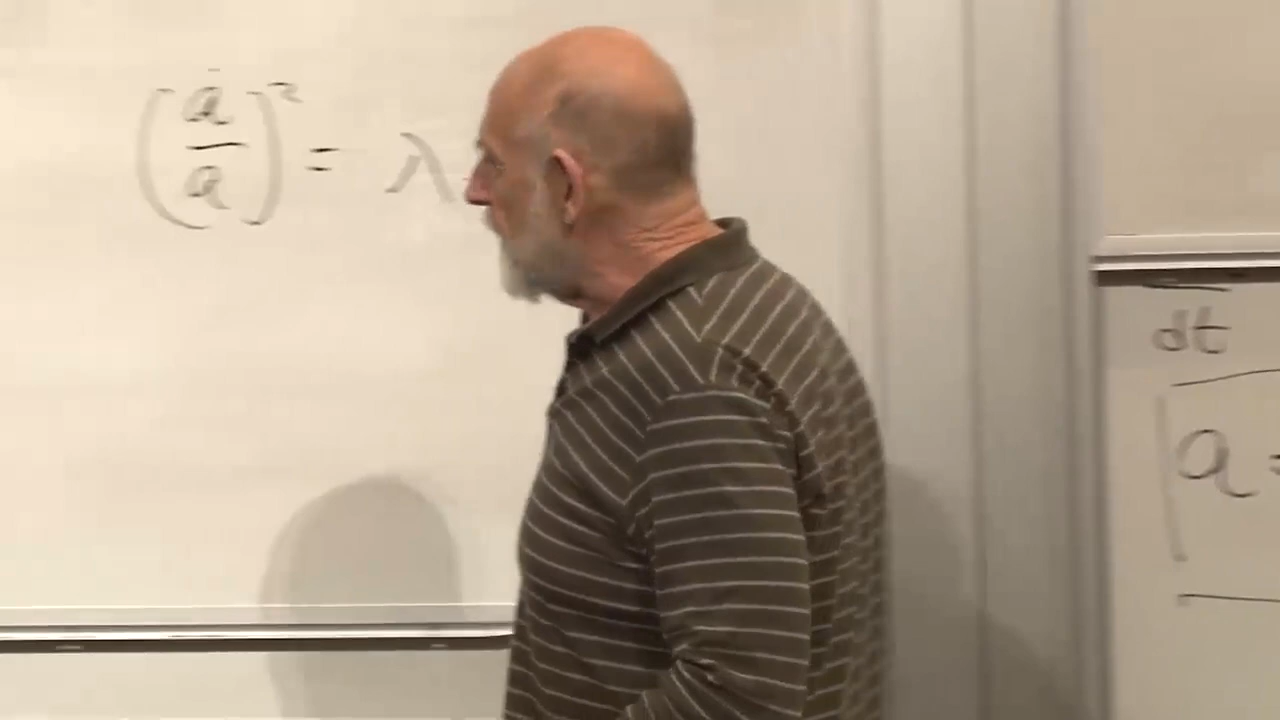 (ȧ/a)² = λ
dt
a =